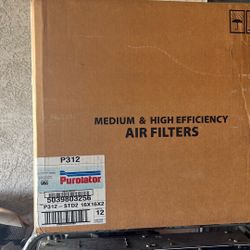 MEDIUM & HIGH EFFICIENCY
AIR FILTERS
P312
Purolator
5039803256
P312 - STD2 16X16X2
12